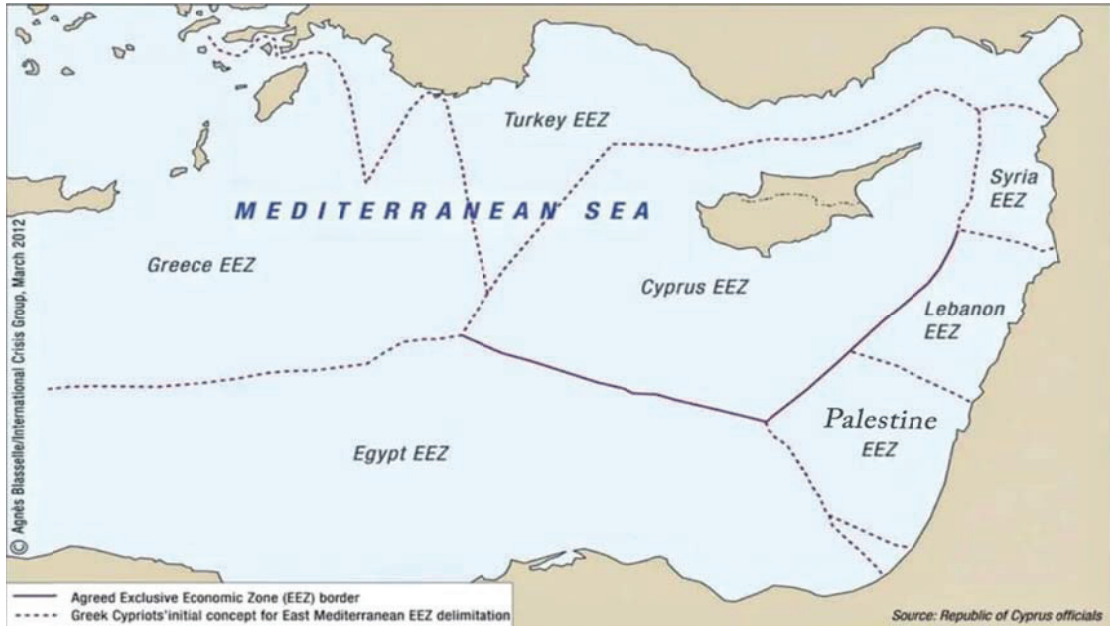 Turkey EEZ
MEDITERRANEAN SEA
Syria
EEZ
Greece EEZ
Cyprus EEZ
Lebanon
EEZ
Palestine
EEZ
Egypt EEZ
© Agnès Blasselle/International Crisis Group, March 2012
Agreed Exclusive Economic Zone (EEZ) border
Greek Cypriots'initial concept for East Mediterranean EEZ delimitation
Source: Republic of Cyprus officials